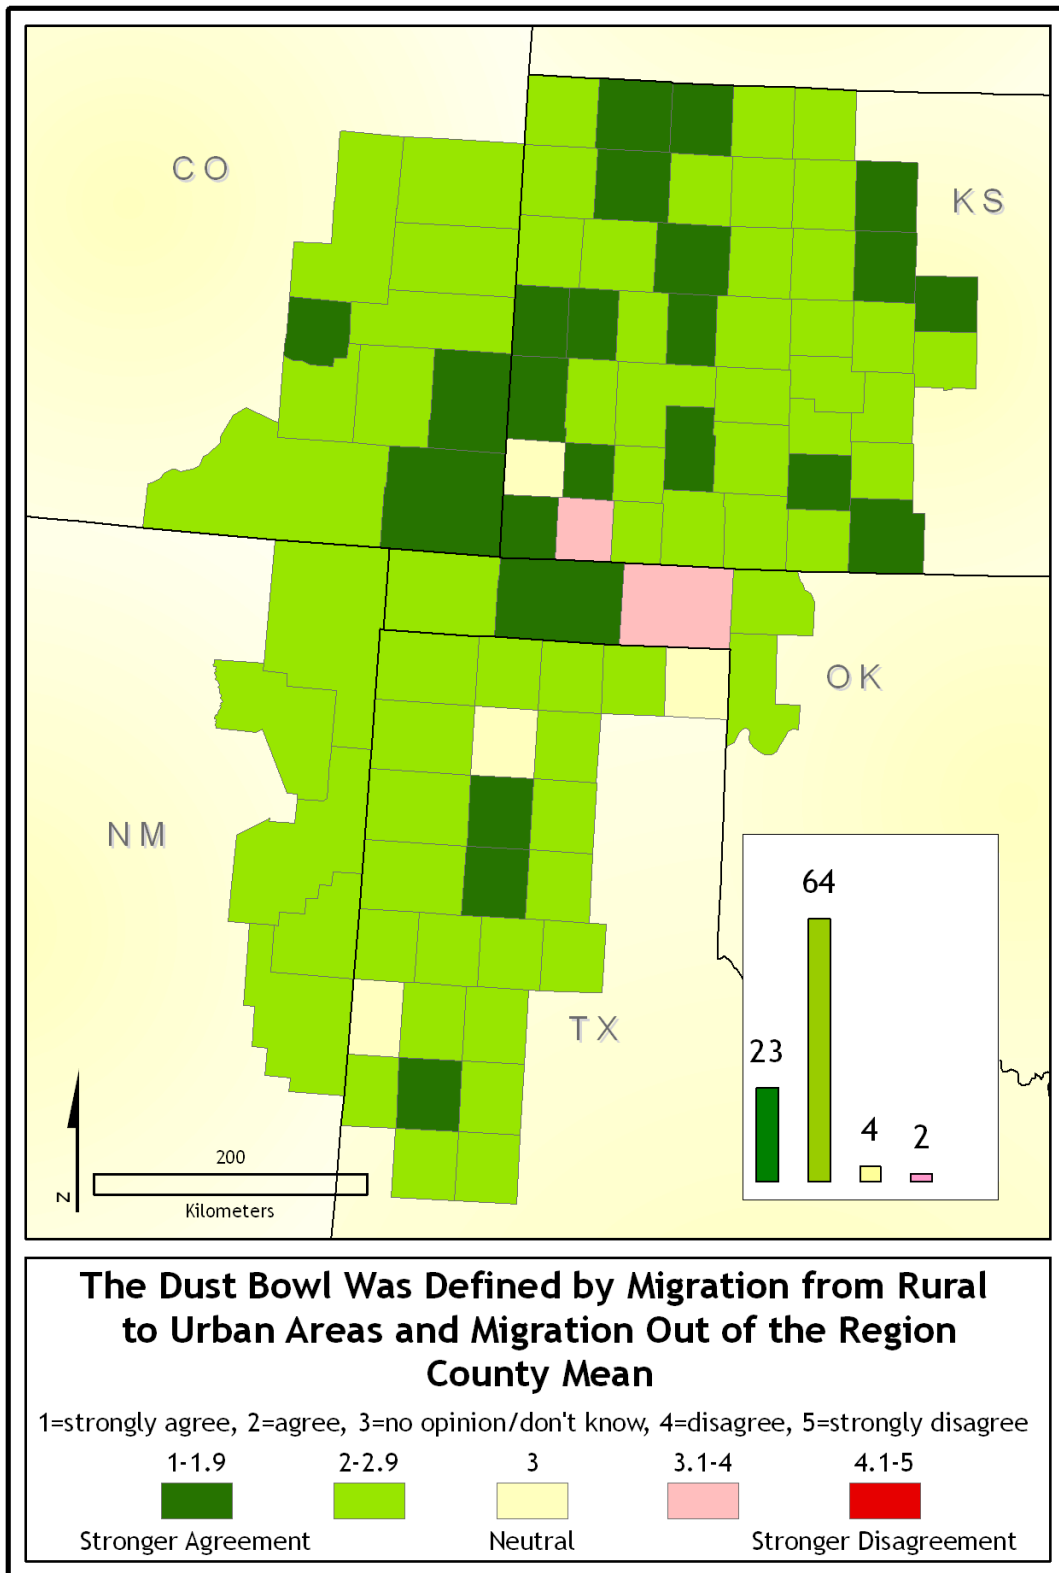 CO
KS
OK
NM
TX
64
23
4
2
200
Kilometers
N
The Dust Bowl Was Defined by Migration from Rural
to Urban Areas and Migration Out of the Region
County Mean
1=strongly agree, 2=agree, 3=no opinion/don't know, 4=disagree, 5=strongly disagree
1-1.9 2-2.9 3 3.1-4 4.1-5
Stronger Agreement Neutral Stronger Disagreement